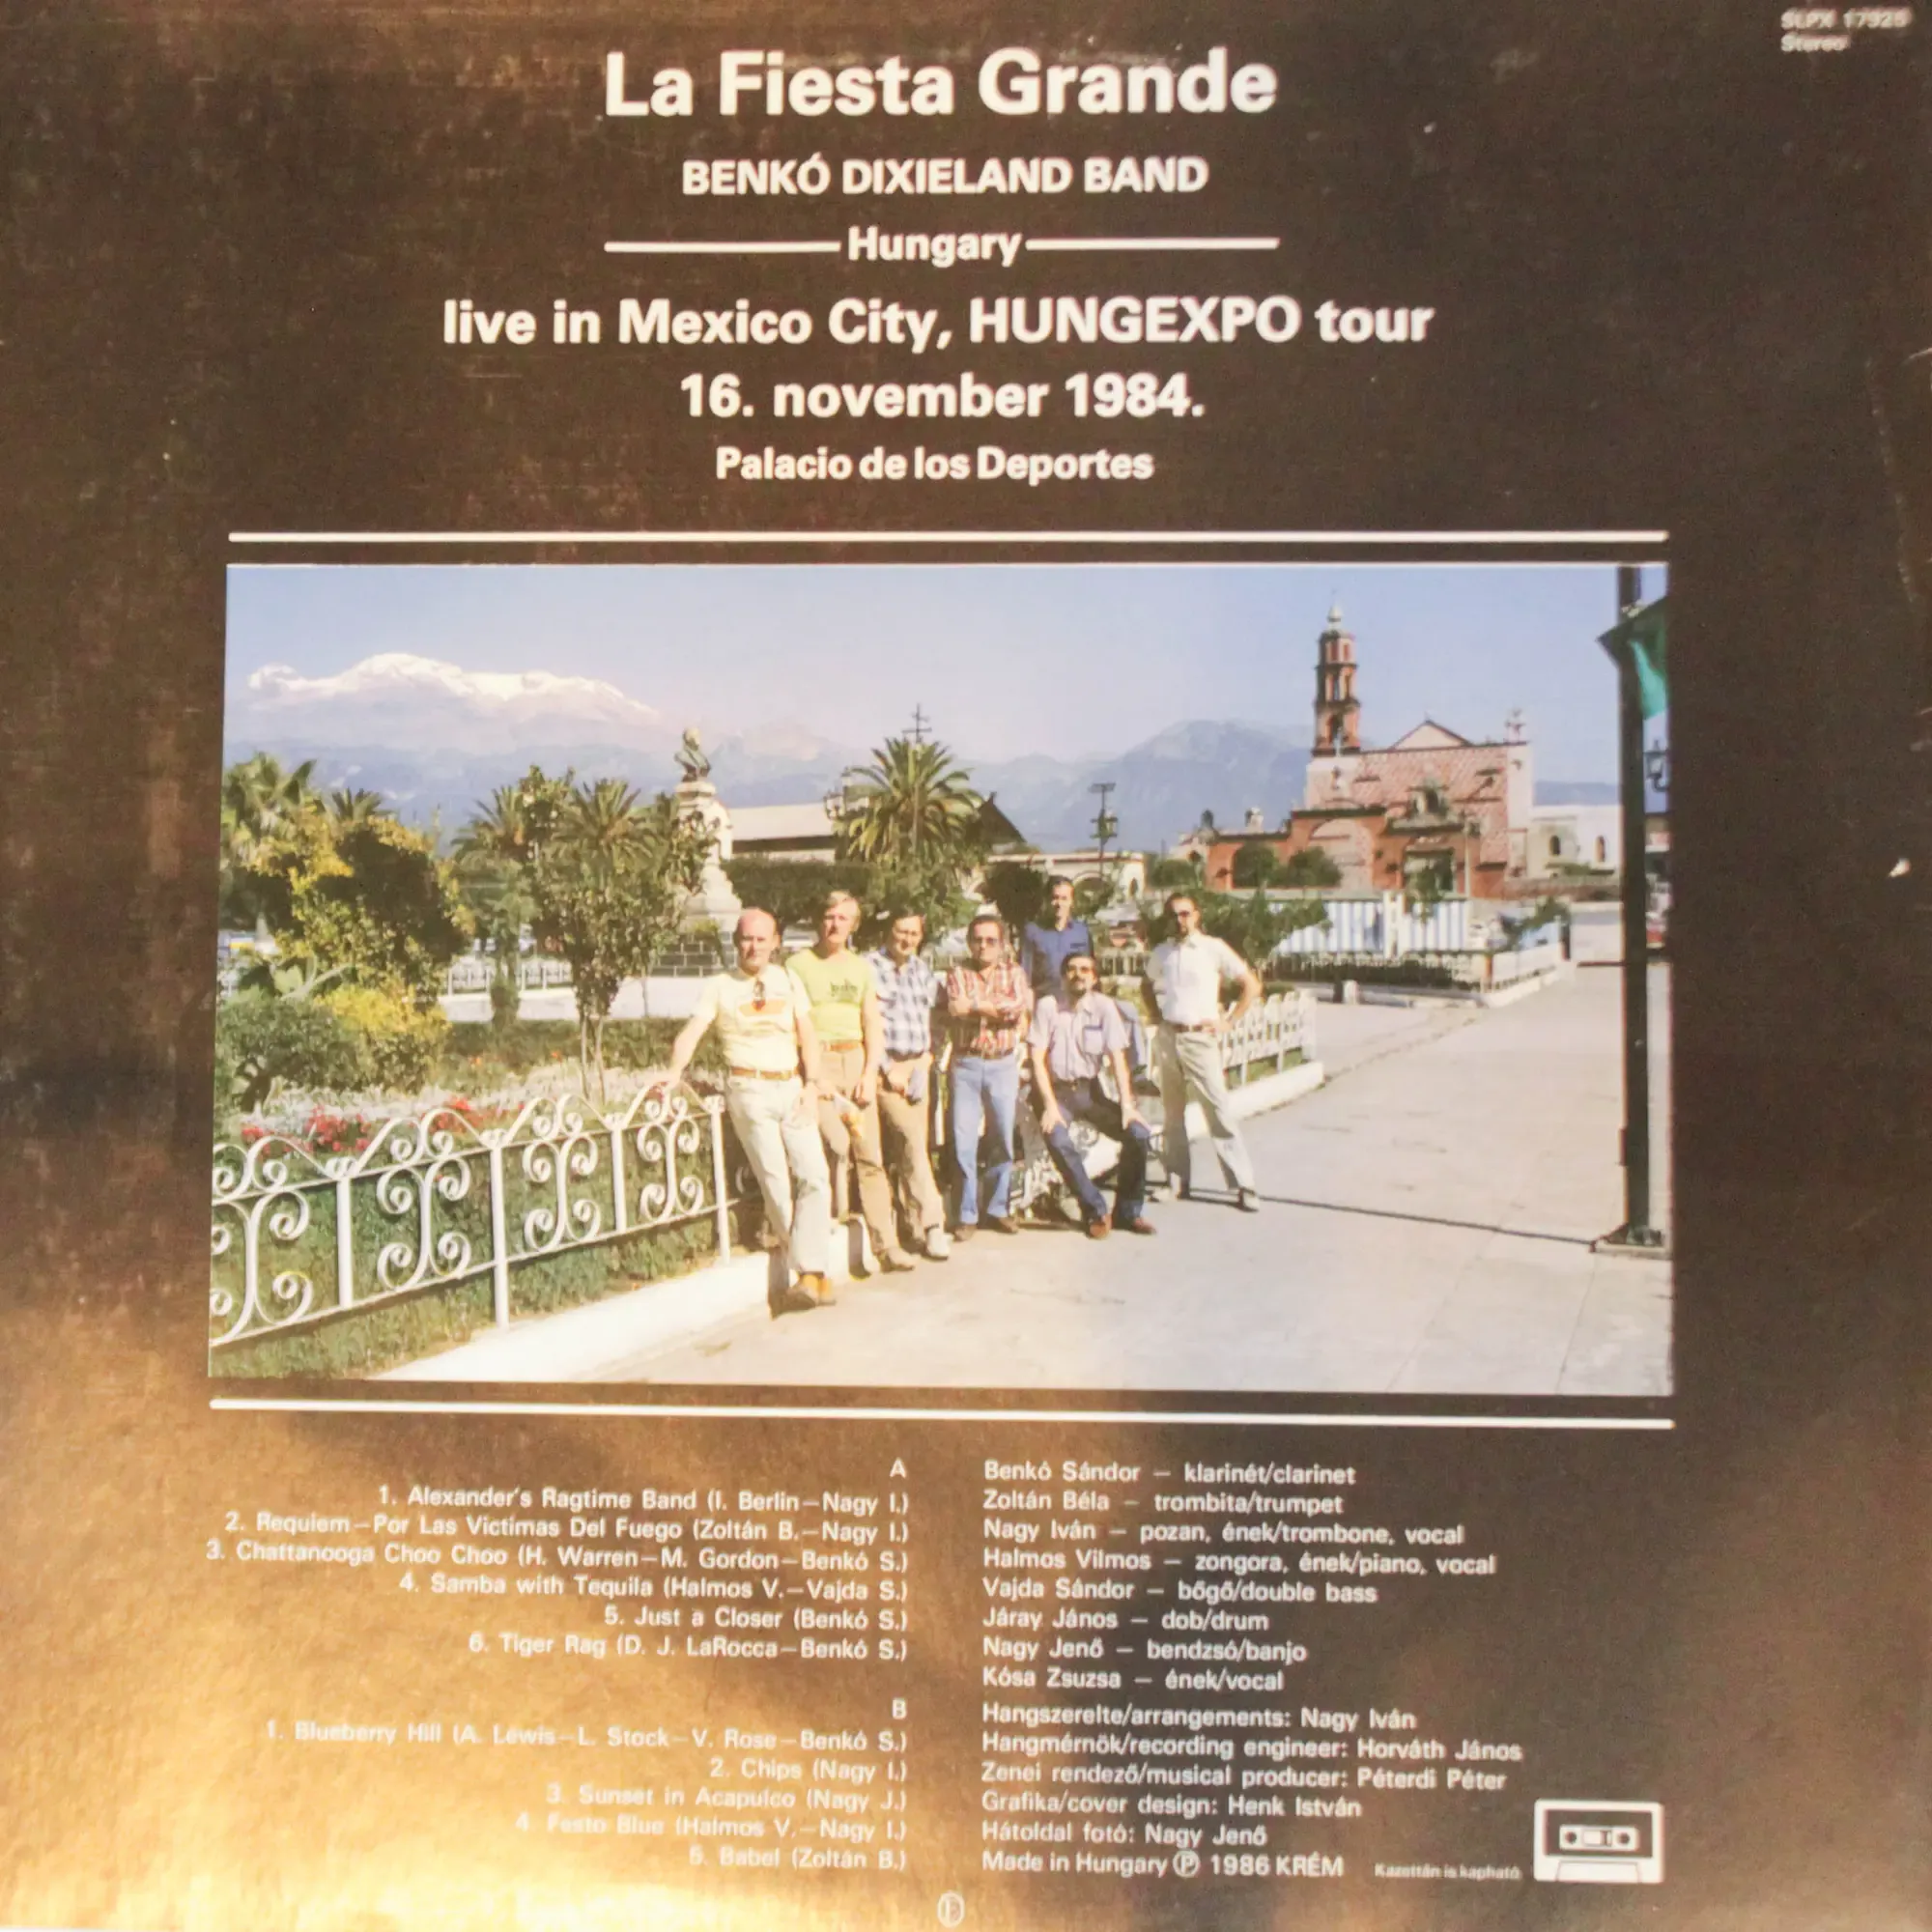 SLPX 17925
Stereo
La Fiesta Grande
BENKÓ DIXIELAND BAND
Hungary
live in Mexico City, HUNGEXPO tour
16. november 1984.
Palacio de los Deportes
A
1. Alexander's Ragtime Band (I. Berlin–Nagy I.)
2. Requiem–Por Las Victimas Del Fuego (Zoltán B.–Nagy I.)
3. Chattanooga Choo Choo (H. Warren–M. Gordon–Benkó S.)
4. Samba with Tequila (Halmos V.–Vajda S.)
5. Just a Closer (Benkó S.)
6. Tiger Rag (D. J. LaRocca–Benkó S.)
B
1. Blueberry Hill (A. Lewis–L. Stock–V. Rose–Benkó S.)
2. Chips (Nagy I.)
3. Sunset in Acapulco (Nagy J.)
4. Festo Blue (Halmos V.–Nagy I.)
5. Babel (Zoltán B.)
Benkó Sándor – klarinét/clarinet
Zoltán Béla – trombita/trumpet
Nagy Iván – pozan, ének/trombone, vocal
Halmos Vilmos – zongora, ének/piano, vocal
Vajda Sándor – bőgő/double bass
Járay János – dob/drum
Nagy Jenő – bendzsó/banjo
Kósa Zsuzsa – ének/vocal
Hangszerelte/arrangements: Nagy Iván
Hangmérnök/recording engineer: Horváth János
Zenei rendező/musical producer: Péterdi Péter
Grafika/cover design: Henk István
Hátoldal fotó: Nagy Jenő
Made in Hungary Ⓟ 1986 KRÉM
Kazettán is kapható